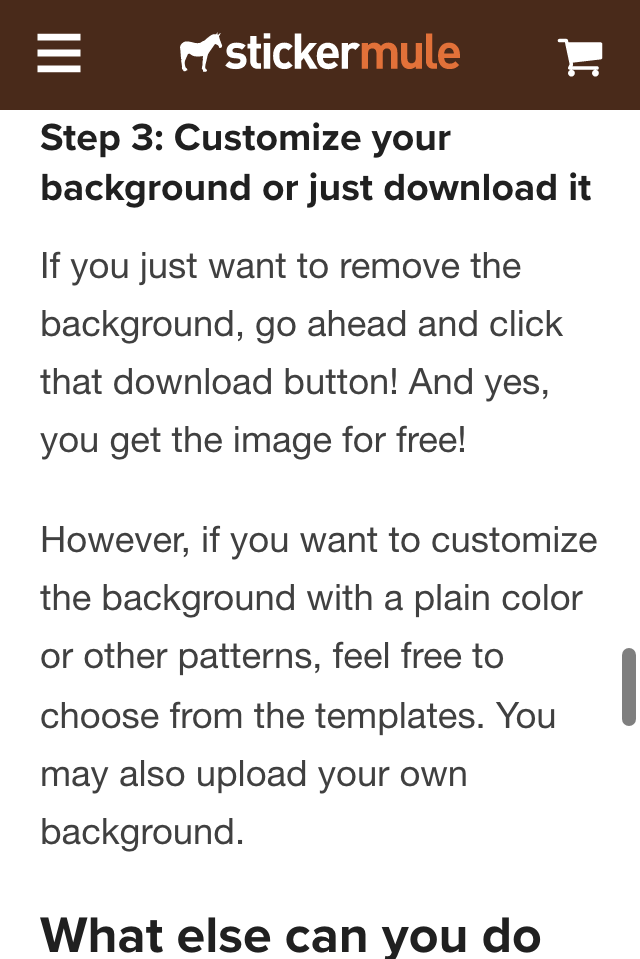 stickermule
Step 3: Customize your
background or just download it
If you just want to remove the
background, go ahead and click
that download button! And yes,
you get the image for free!
However, if you want to customize
the background with a plain color
or other patterns, feel free to
choose from the templates. You
may also upload your own
background.
What else can you do